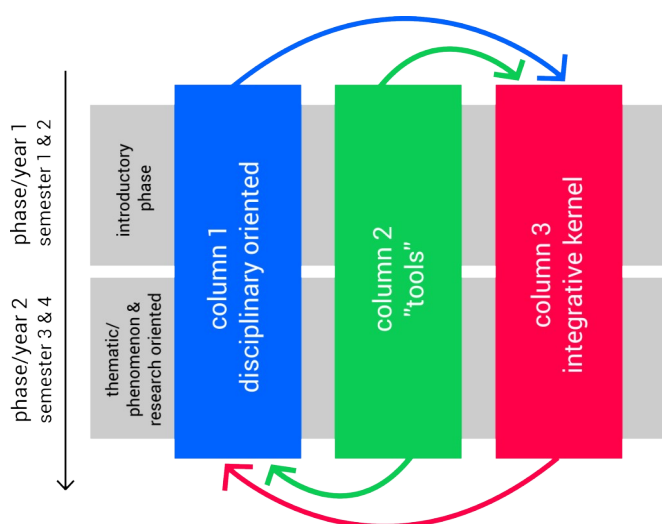 phase/year 1
semester 1 & 2
introductory
phase
phase/year 2
semester 3 & 4
thematic/
phenomenon &
research oriented
column 1
disciplinary oriented
column 2
"tools"
column 3
integrative kernel